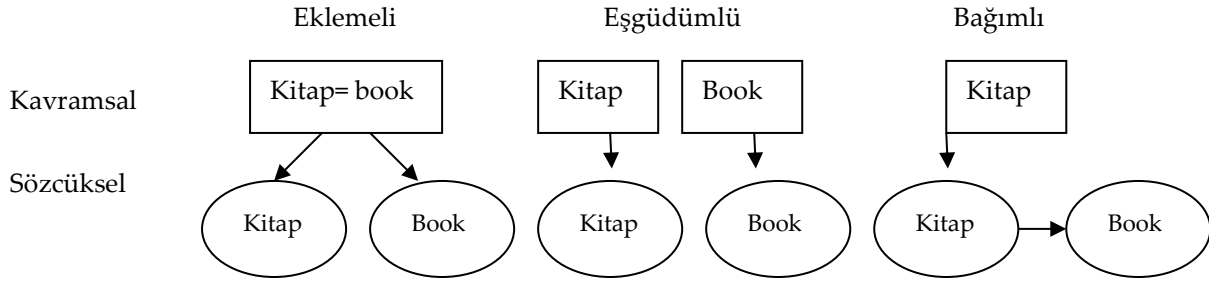 Eklemeli Eşgüdümlü Bağımlı
Kavramsal Kitap= book Kitap Book Kitap
Sözcüksel
Kitap Book Kitap Book Kitap Book